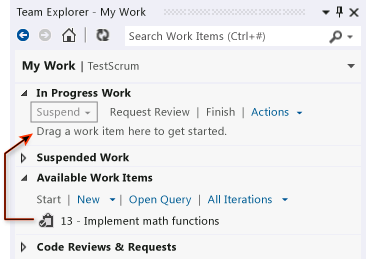 Team Explorer - My Work
Search Work Items (Ctrl+#)
My Work | TestScrum
In Progress Work
Suspend Request Review | Finish | Actions
Drag a work item here to get started.
Suspended Work
Available Work Items
Start | New | Open Query | All Iterations
13 - Implement math functions
Code Reviews & Requests